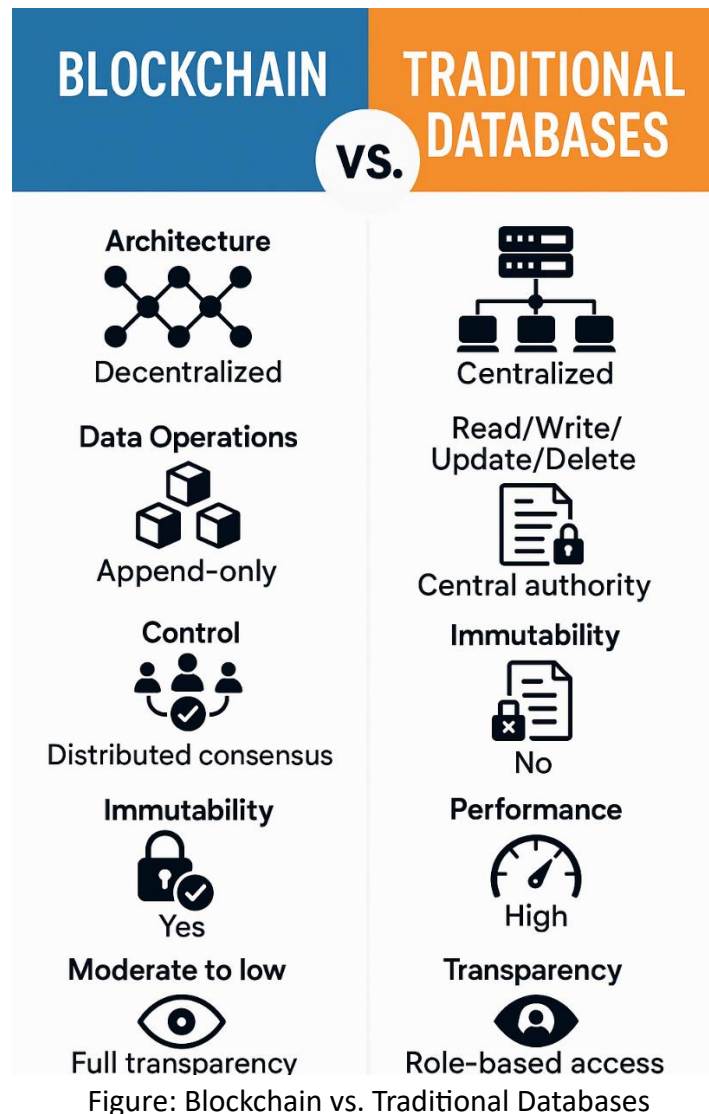 BLOCKCHAIN
VS.
TRADITIONAL
DATABASES
Architecture
Decentralized
Centralized
Data Operations
Append-only
Read/Write/
Update/Delete
Central authority
Control
Distributed consensus
Immutability
No
Immutability
Yes
Performance
High
Moderate to low
Full transparency
Transparency
Role-based access
Figure: Blockchain vs. Traditional Databases